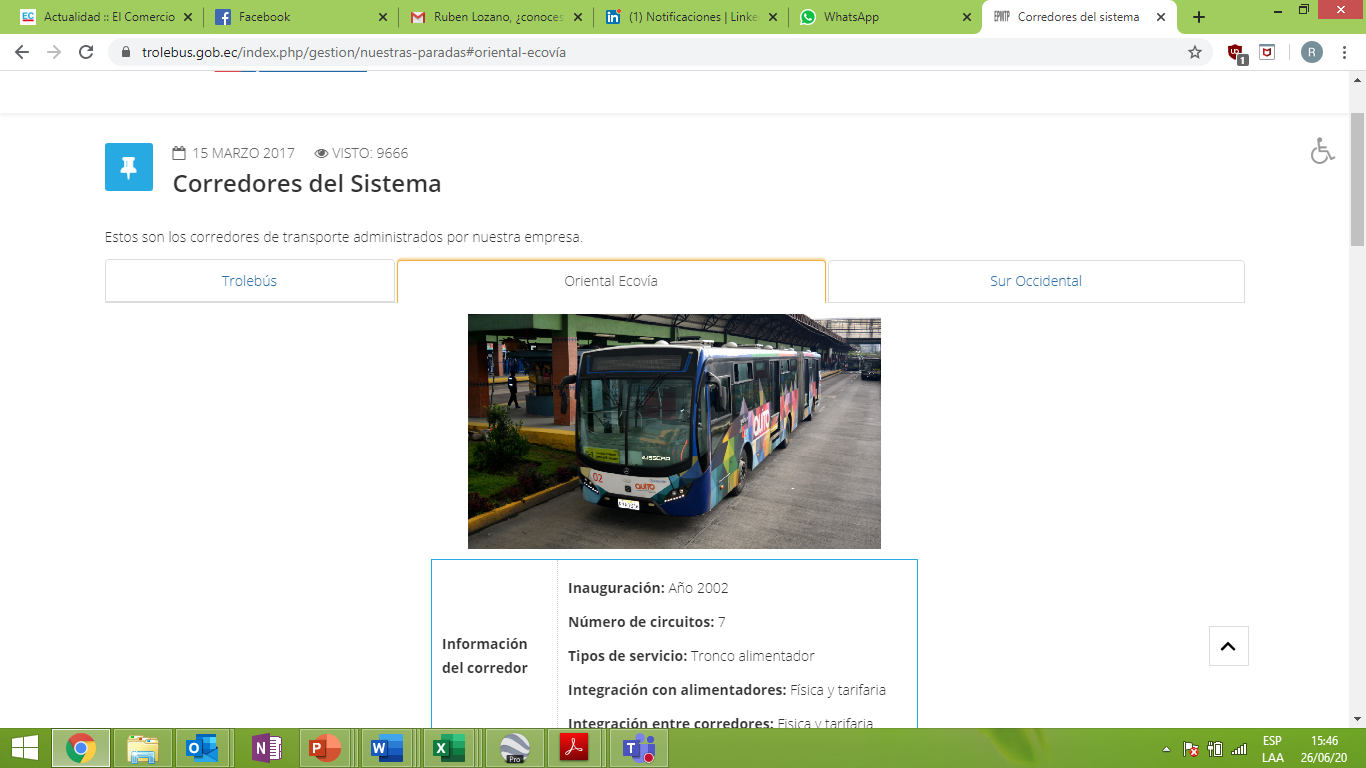 Actualidad :: El Comercio
Facebook
Ruben Lozano, ¿conoces
(1) Notificaciones | Linke
WhatsApp
Corredores del sistema
trolebus.gob.ec/index.php/gestion/nuestras-paradas#oriental-ecovía
R
15 MARZO 2017 VISTO: 9666
Corredores del Sistema
Estos son los corredores de transporte administrados por nuestra empresa.
Trolebús
Oriental Ecovía
Sur Occidental
QUITO
02
QUITO
Información
del corredor
Inauguración: Año 2002
Número de circuitos: 7
Tipos de servicio: Tronco alimentador
Integración con alimentadores: Física y tarifaria
Integración entre corredores: Fisica y tarifaria
ESP
LAA
15:46
26/06/20